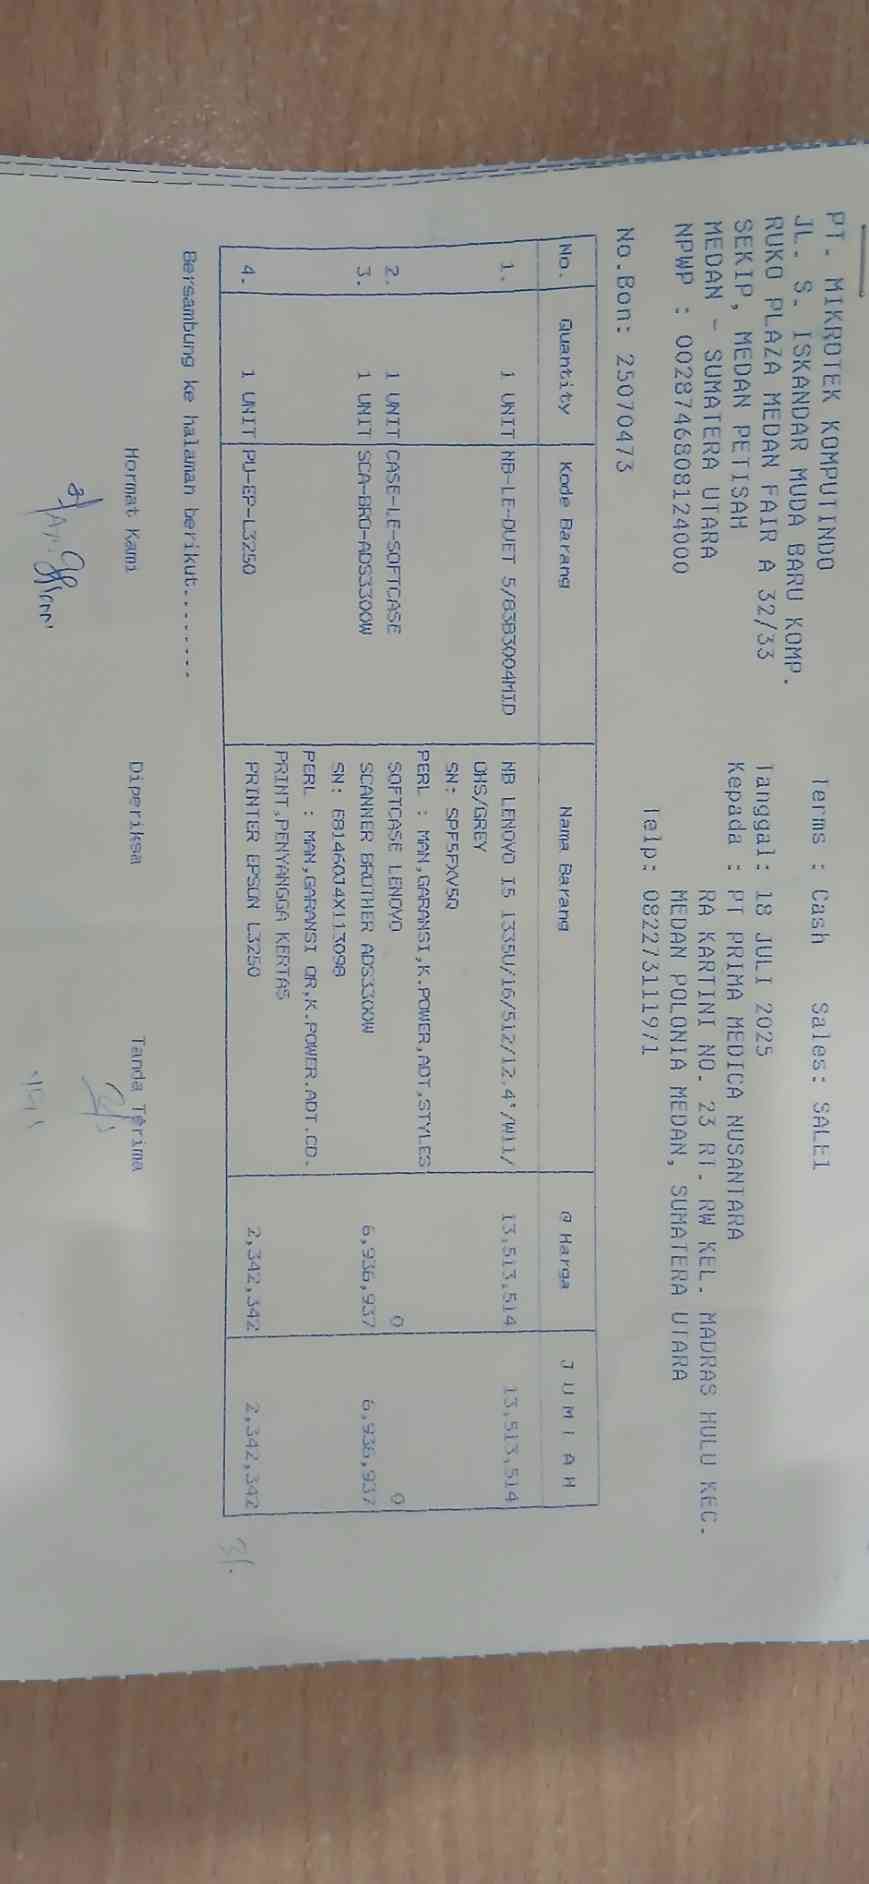 PT. MIKROTEK KOMPUTINDO
JL. S. ISKANDAR MUDA BARU KOMP.
RUKO PLAZA MEDAN FAIR A 32/33
SEKIP, MEDAN PETISAH
MEDAN - SUMATERA UTARA
NPWP : 0028746808124000
Terms : Cash Sales: SALE1
Tanggal: 18 JULI 2025
Kepada : PT PRIMA MEDICA NUSANTARA
RA KARTINI NO. 23 RT. RW KEL. MADRAS HULU KEC.
MEDAN POLONIA MEDAN, SUMATERA UTARA
Telp: 082273111971
No.Bon: 25070473
No. Quantity Kode Barang Nama Barang @ Harga J U M L A H
1. 1 UNIT NB-LE-DUET 5/83B3004MID NB LENOVO I5 1335U/16/512/12.4"/W11/ 13,513,514 13,513,514
OHS/GREY
SN: SPF5FXV5Q
PERL : MAN,GARANSI,K.POWER,ADT,STYLES
2. 1 UNIT CASE-LE-SOFTCASE SOFTCASE LENOVO 0 0
3. 1 UNIT SCA-BRO-ADS3300W SCANNER BROTHER ADS3300W 6,936,937 6,936,937
SN: E81460J4X113098
PERL : MAN,GARANSI QR,K.POWER.ADT.CD.
PRINT,PENYANGGA KERTAS
4. 1 UNIT PU-EP-L3250 PRINTER EPSON L3250 2,342,342 2,342,342
Bersambung ke halaman berikut........
Hormat Kami Diperiksa Tanda Terima